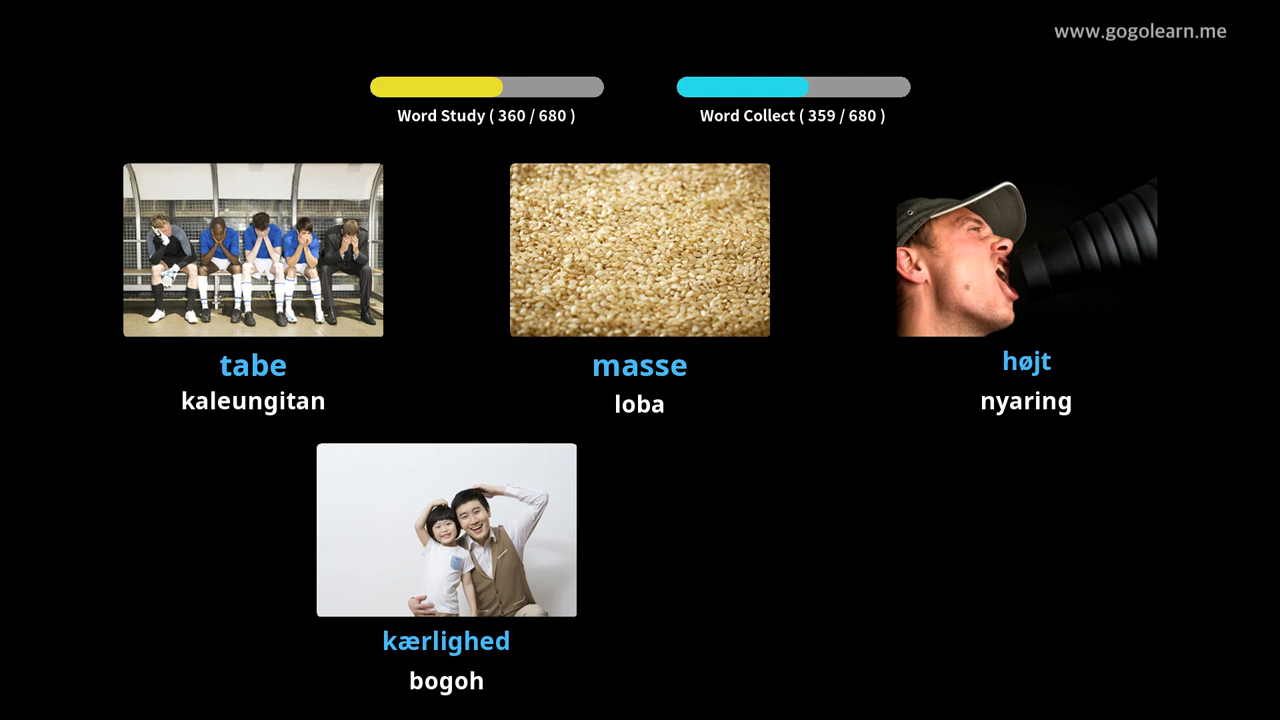 www.gogolearn.me
Word Study ( 360 / 680 )
Word Collect ( 359 / 680 )
tabe
kaleungitan
masse
loba
højt
nyaring
kærlighed
bogoh